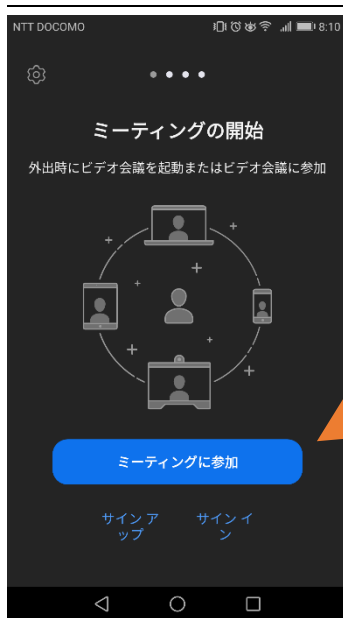 NTT DOCOMO 8:10
ミーティングの開始
外出時にビデオ会議を起動またはビデオ会議に参加
ミーティングに参加
サイン ア
ップ
サイン イ
ン